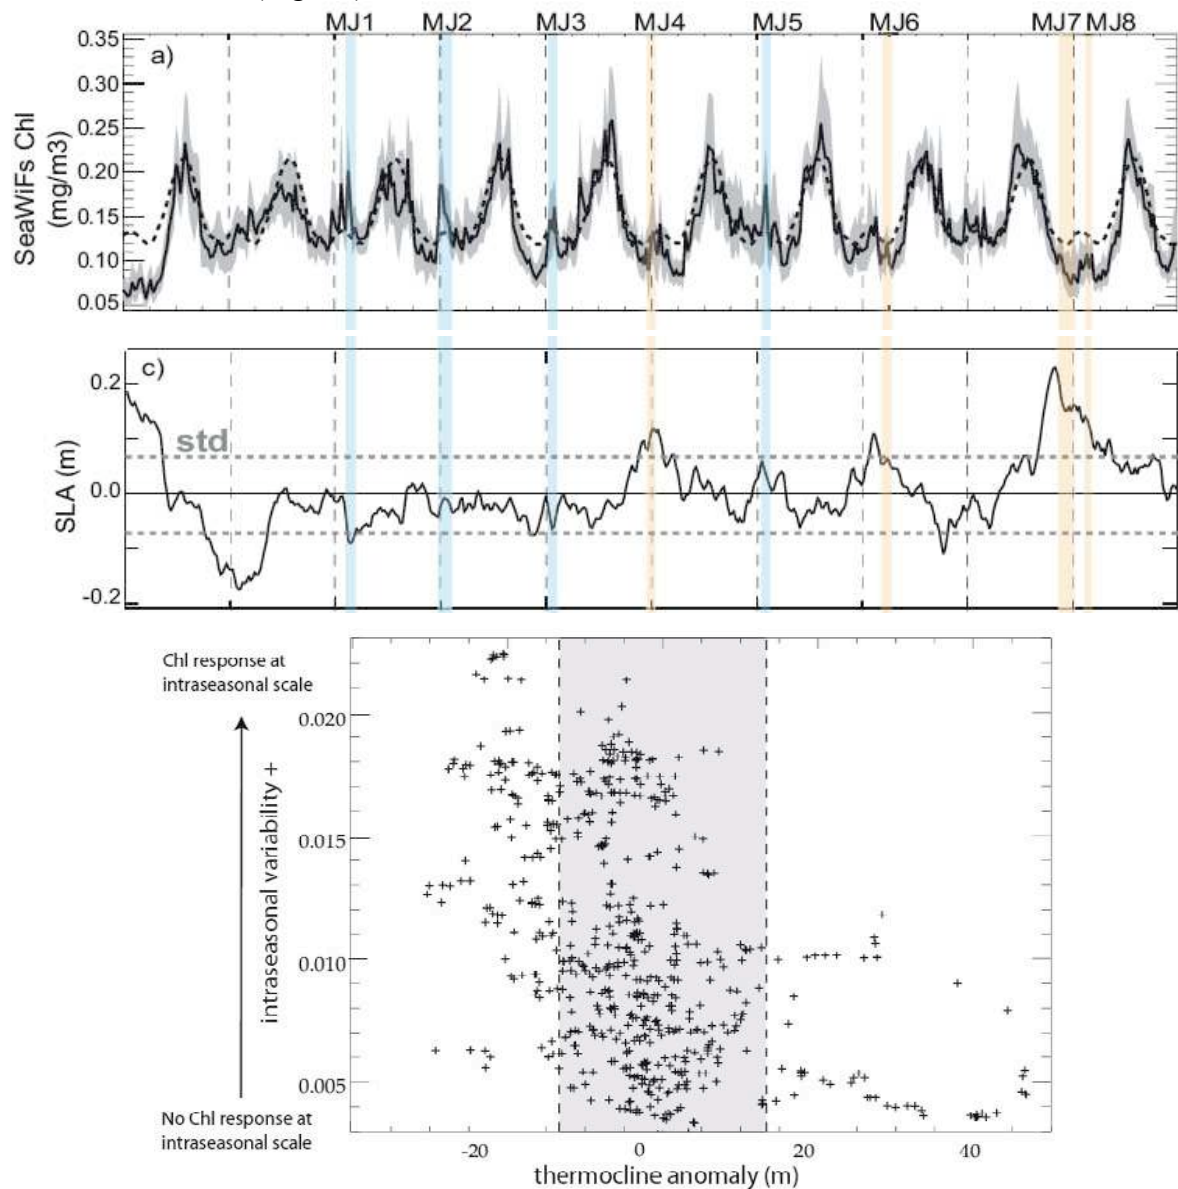 MJ1 MJ2 MJ3 MJ4 MJ5 MJ6 MJ7 MJ8
a)
0.35
0.30
0.25
0.20
0.15
0.10
0.05
SeaWiFs Chl
(mg/m3)
c)
0.2
0.0
-0.2
SLA (m)
std
Chl response at
intraseasonal scale
0.020
0.015
0.010
0.005
intraseasonal variability +
No Chl response at
intraseasonal scale
-20 0 20 40
thermocline anomaly (m)